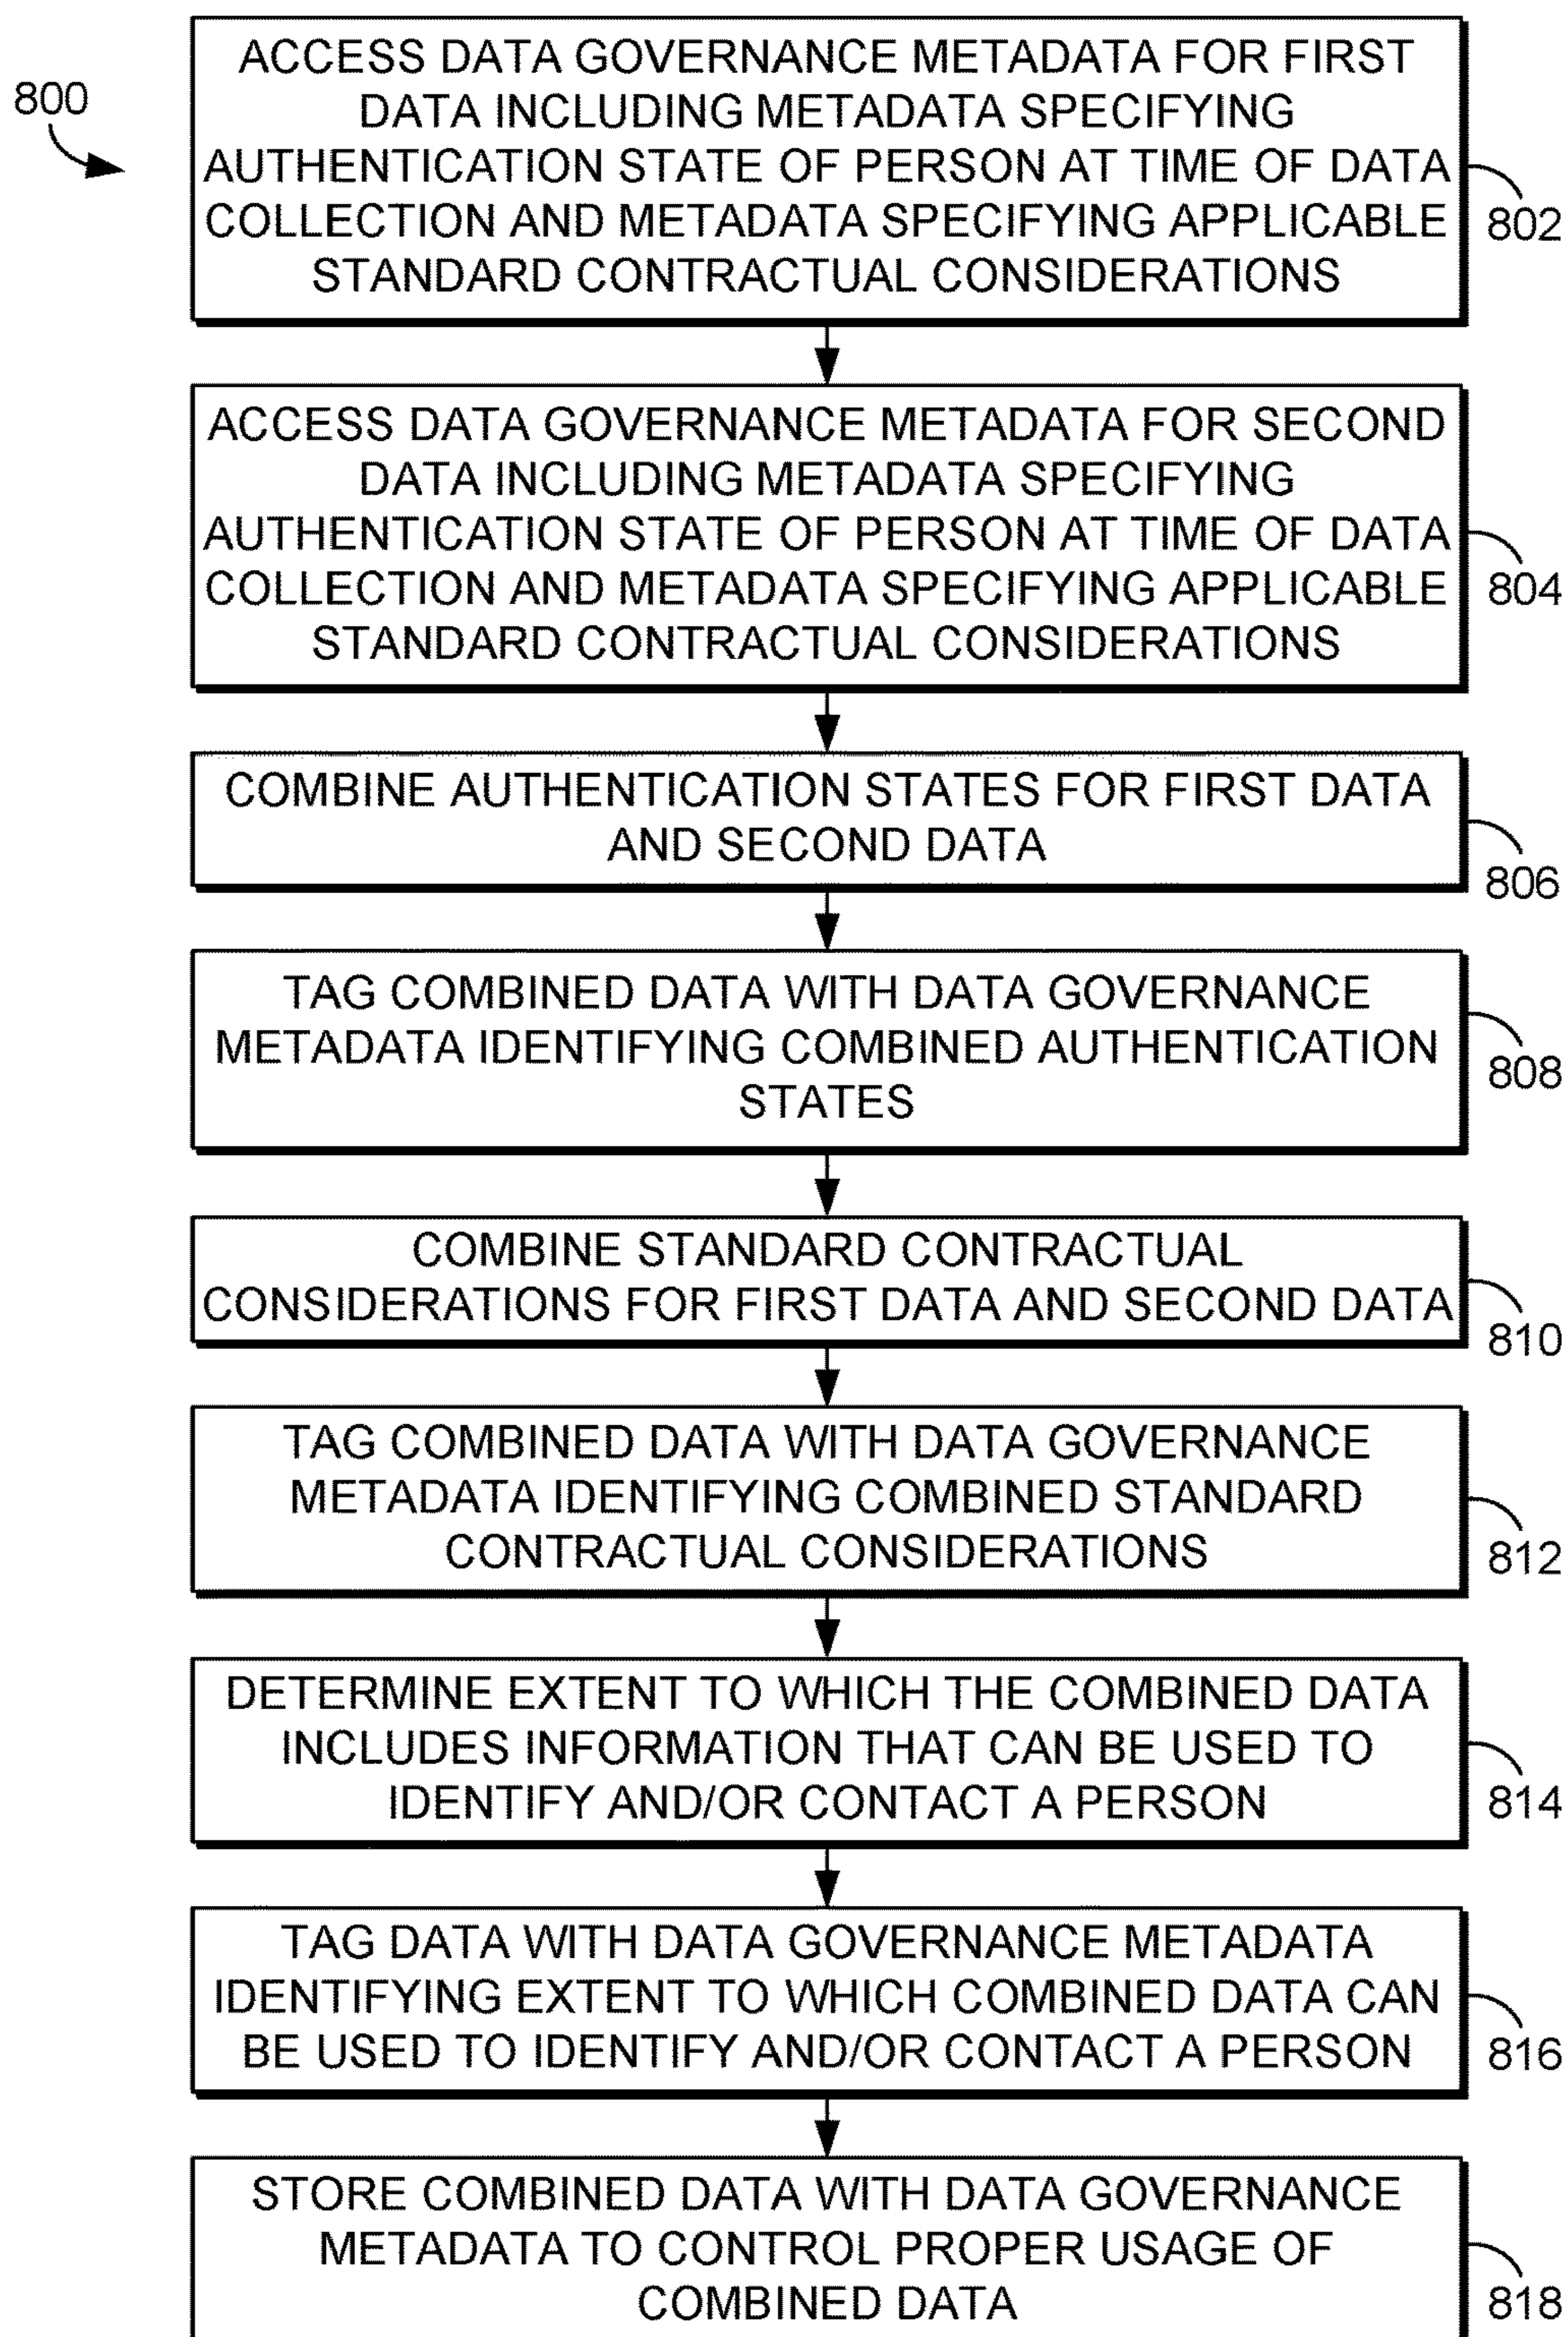 800
ACCESS DATA GOVERNANCE METADATA FOR FIRST
DATA INCLUDING METADATA SPECIFYING
AUTHENTICATION STATE OF PERSON AT TIME OF DATA
COLLECTION AND METADATA SPECIFYING APPLICABLE
STANDARD CONTRACTUAL CONSIDERATIONS
802
ACCESS DATA GOVERNANCE METADATA FOR SECOND
DATA INCLUDING METADATA SPECIFYING
AUTHENTICATION STATE OF PERSON AT TIME OF DATA
COLLECTION AND METADATA SPECIFYING APPLICABLE
STANDARD CONTRACTUAL CONSIDERATIONS
804
COMBINE AUTHENTICATION STATES FOR FIRST DATA
AND SECOND DATA
806
TAG COMBINED DATA WITH DATA GOVERNANCE
METADATA IDENTIFYING COMBINED AUTHENTICATION
STATES
808
COMBINE STANDARD CONTRACTUAL
CONSIDERATIONS FOR FIRST DATA AND SECOND DATA
810
TAG COMBINED DATA WITH DATA GOVERNANCE
METADATA IDENTIFYING COMBINED STANDARD
CONTRACTUAL CONSIDERATIONS
812
DETERMINE EXTENT TO WHICH THE COMBINED DATA
INCLUDES INFORMATION THAT CAN BE USED TO
IDENTIFY AND/OR CONTACT A PERSON
814
TAG DATA WITH DATA GOVERNANCE METADATA
IDENTIFYING EXTENT TO WHICH COMBINED DATA CAN
BE USED TO IDENTIFY AND/OR CONTACT A PERSON
816
STORE COMBINED DATA WITH DATA GOVERNANCE
METADATA TO CONTROL PROPER USAGE OF
COMBINED DATA
818